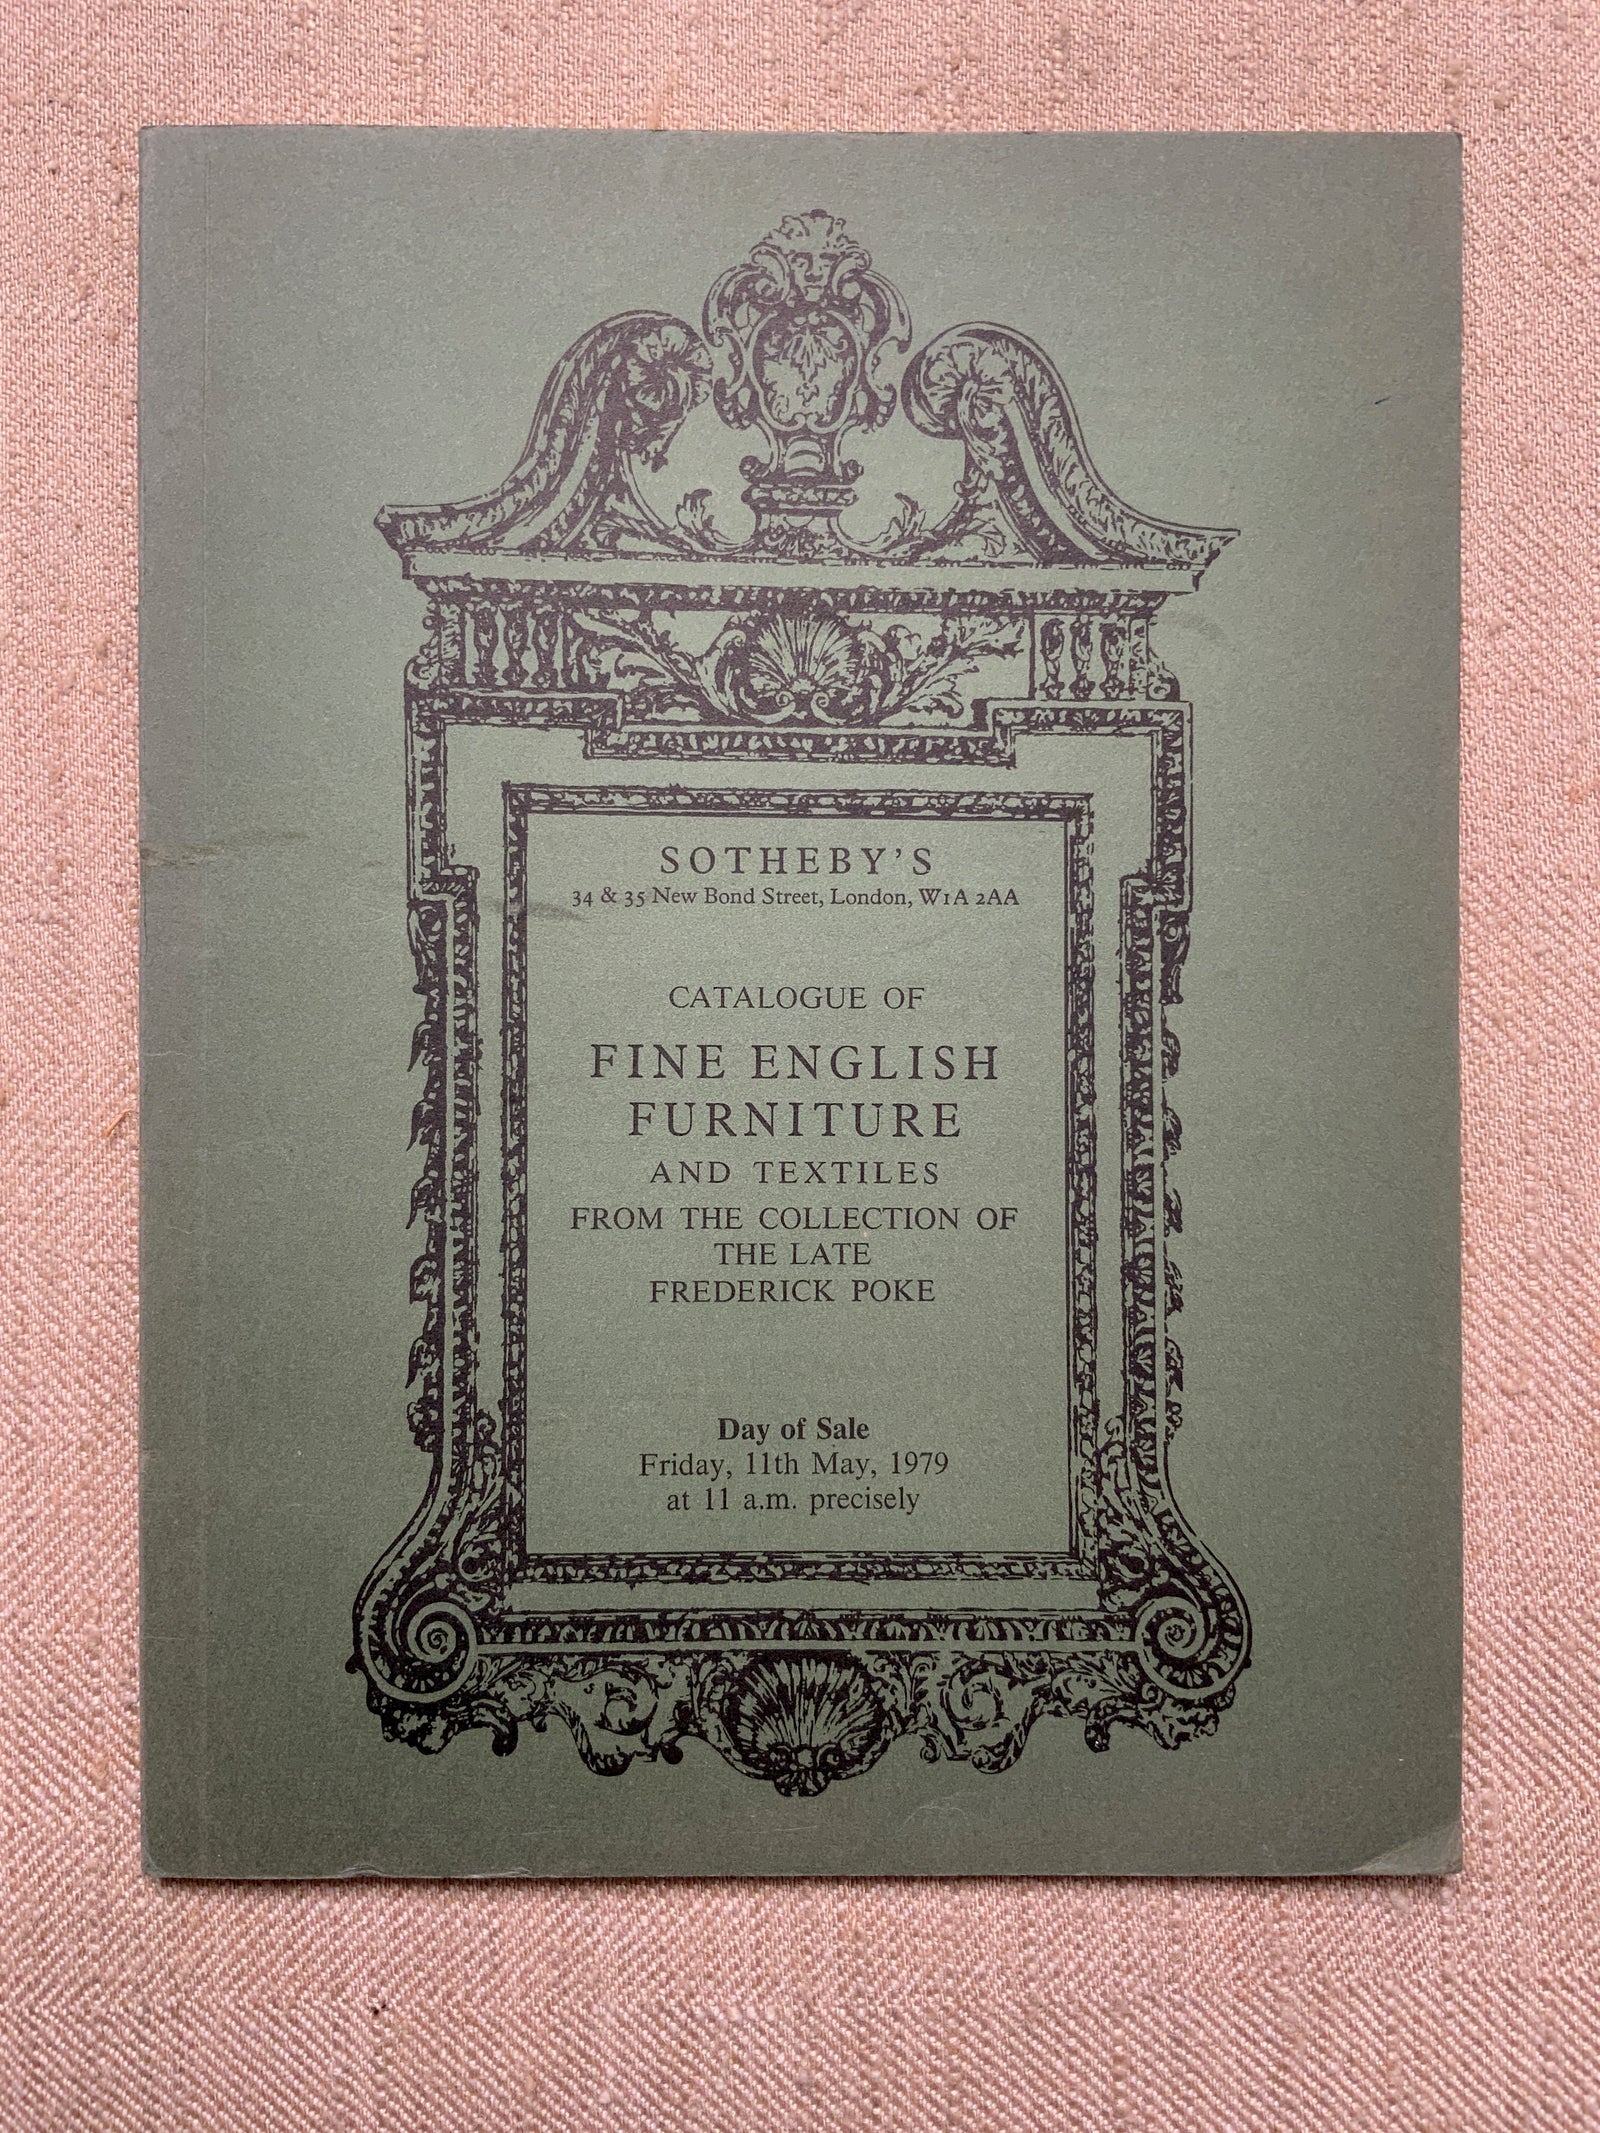 SOTHEBY'S
34 & 35 New Bond Street, London, W1A 2AA
CATALOGUE OF
FINE ENGLISH
FURNITURE
AND TEXTILES
FROM THE COLLECTION OF
THE LATE
FREDERICK POKE
Day of Sale
Friday, 11th May, 1979
at 11 a.m. precisely